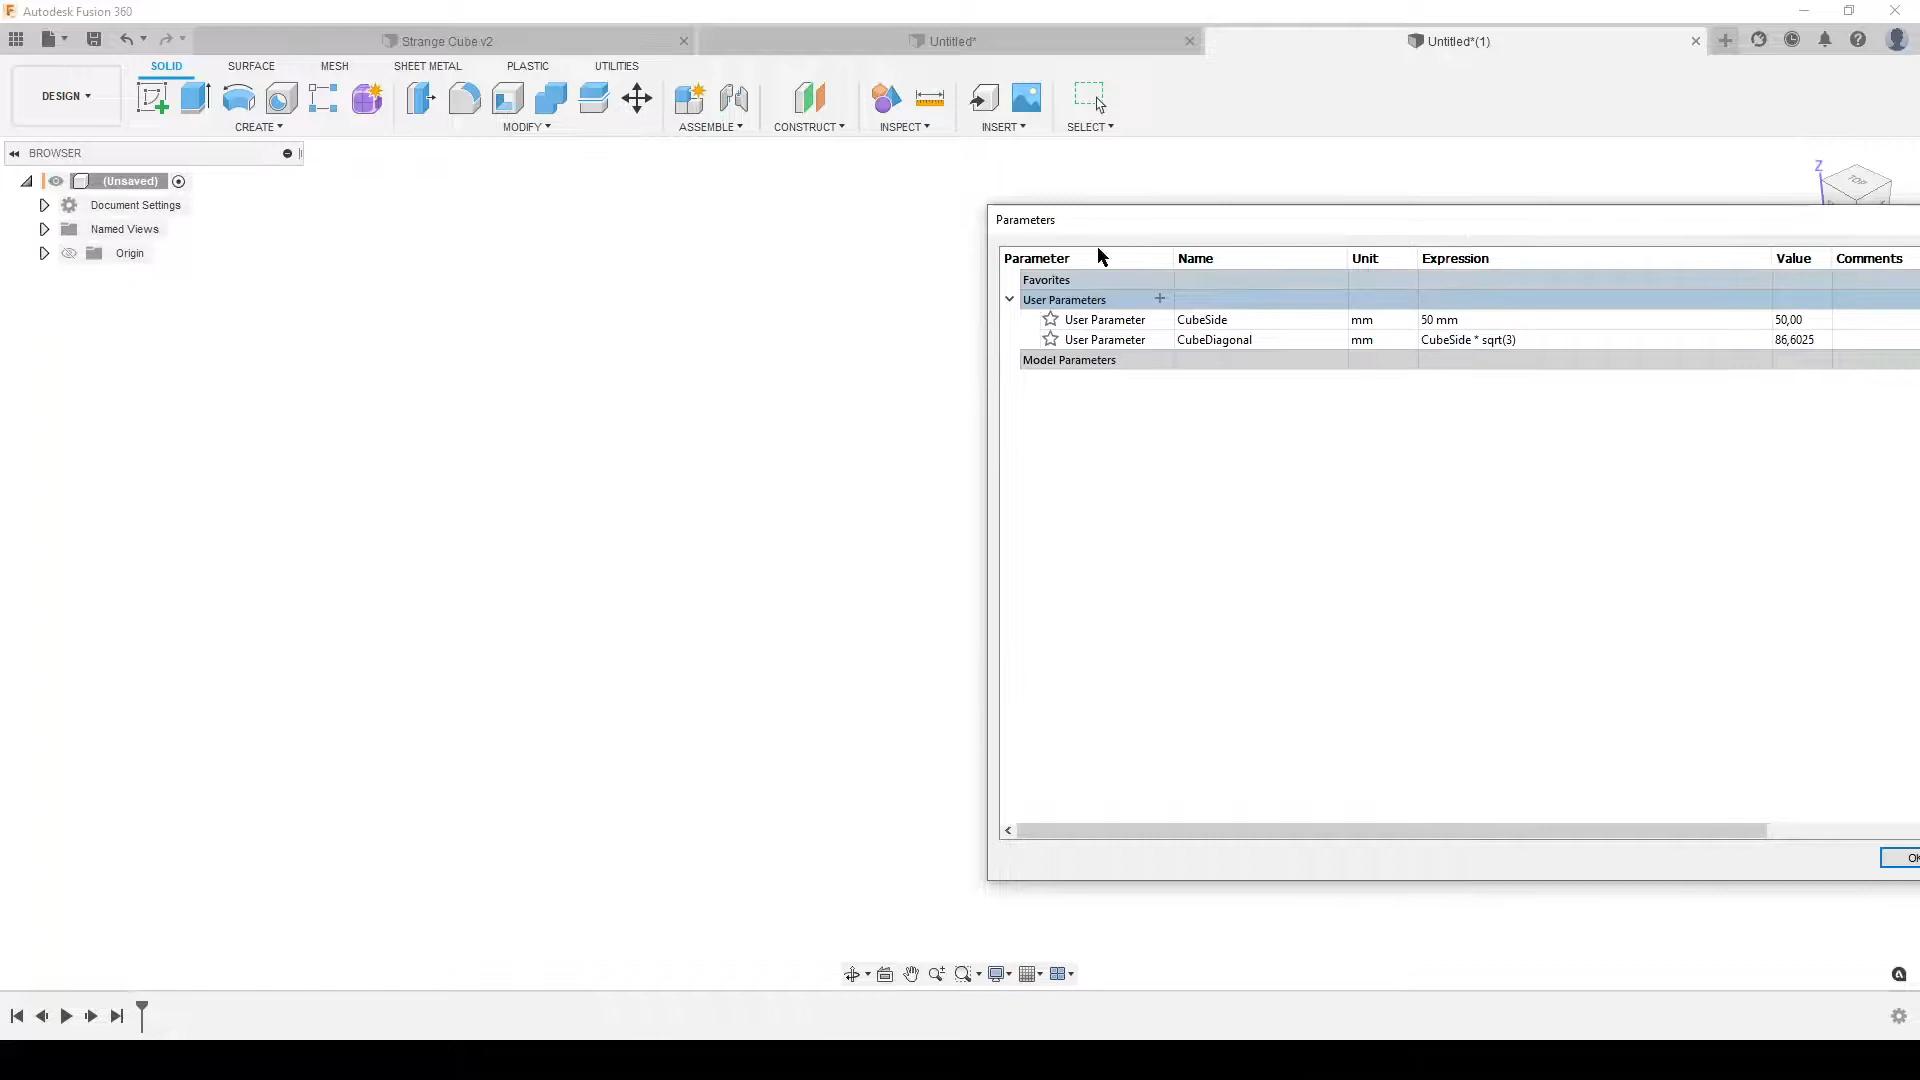 Autodesk Fusion 360
Strange Cube v2
Untitled*
Untitled*(1)
SOLID SURFACE MESH SHEET METAL PLASTIC UTILITIES
DESIGN
CREATE MODIFY ASSEMBLE CONSTRUCT INSPECT INSERT SELECT
BROWSER
(Unsaved)
Document Settings
Named Views
Origin
Z
TOP
Parameters
Parameter Name Unit Expression Value Comments
Favorites
User Parameters
User Parameter CubeSide mm 50 mm 50,00
User Parameter CubeDiagonal mm CubeSide * sqrt(3) 86,6025
Model Parameters
OK